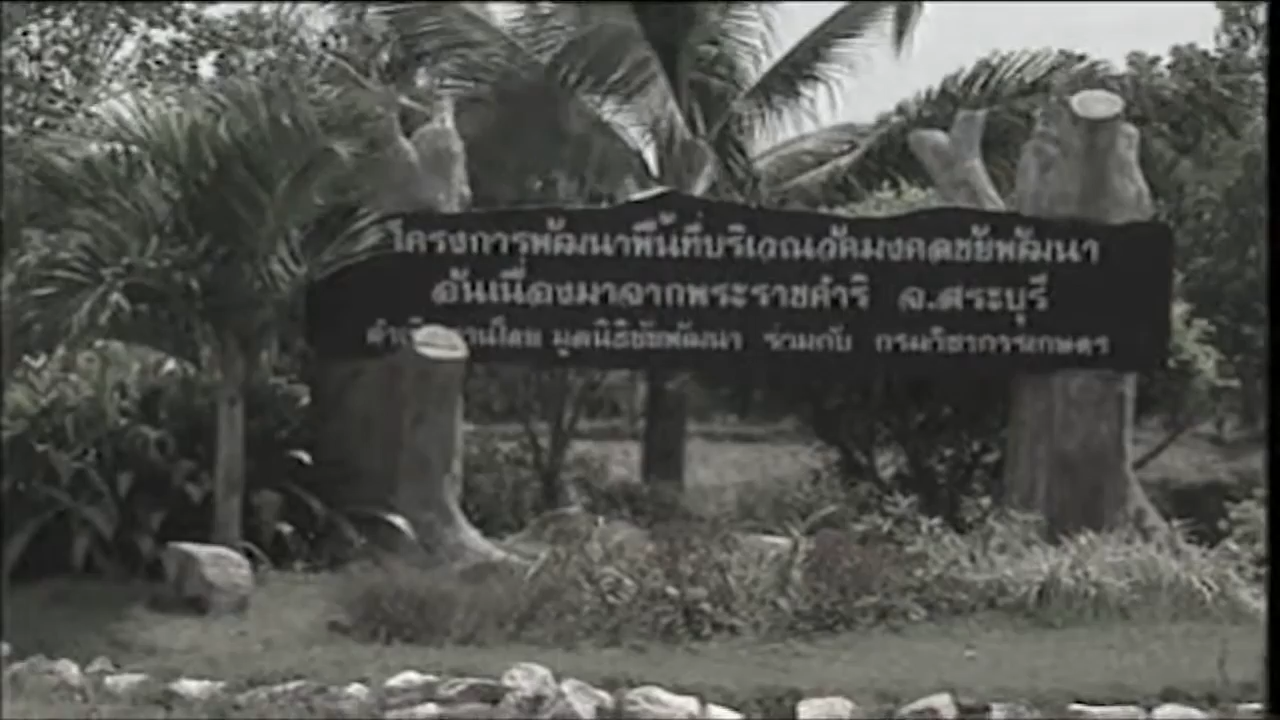 โครงการพัฒนาพื้นที่บริเวณวัดมงคลชัยพัฒนา
อันเนื่องมาจากพระราชดำริ จ.สระบุรี
มูลนิธิชัยพัฒนา ร่วมกับ กรมวิชาการเกษตร